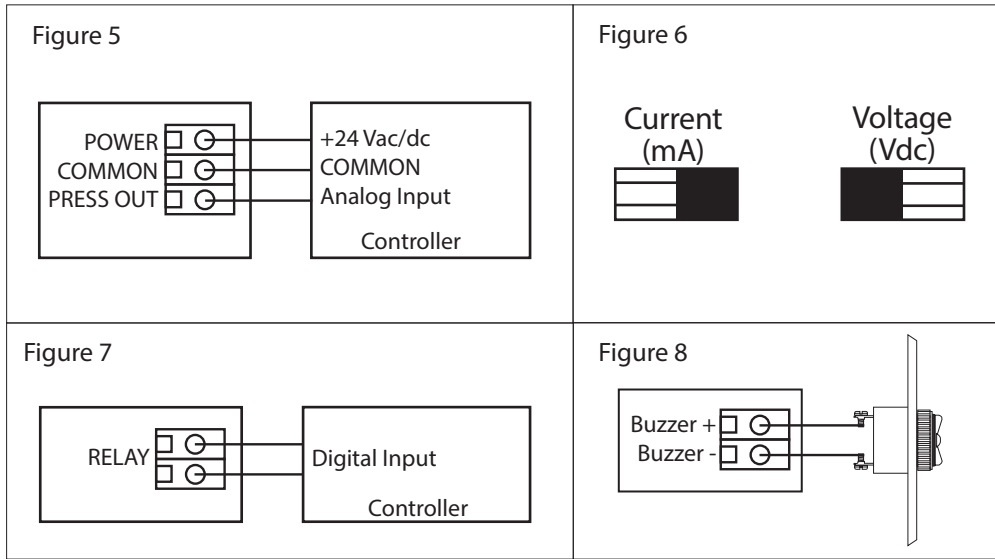 Figure 5
POWER
COMMON
PRESS OUT
+24 Vac/dc
COMMON
Analog Input
Controller
Figure 6
Current
(mA)
Voltage
(Vdc)
Figure 7
RELAY
Digital Input
Controller
Figure 8
Buzzer +
Buzzer -